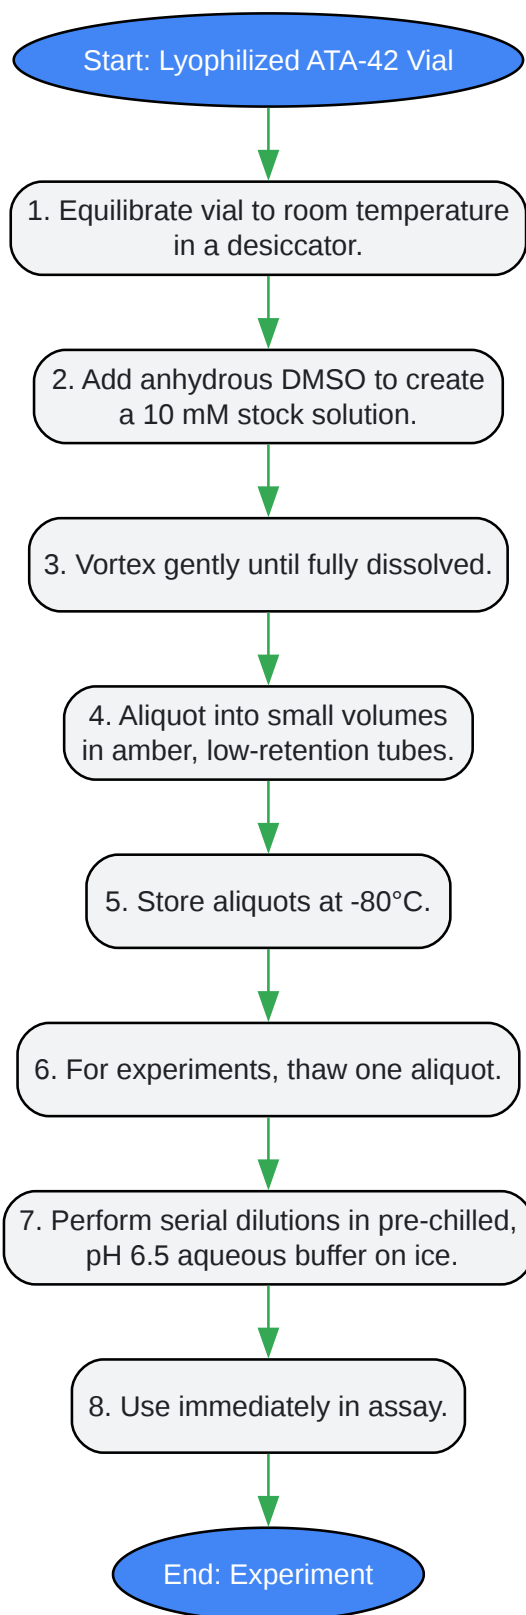 Start: Lyophilized ATA-42 Vial
1. Equilibrate vial to room temperature
in a desiccator.
2. Add anhydrous DMSO to create
a 10 mM stock solution.
3. Vortex gently until fully dissolved.
4. Aliquot into small volumes
in amber, low-retention tubes.
5. Store aliquots at -80°C.
6. For experiments, thaw one aliquot.
7. Perform serial dilutions in pre-chilled,
pH 6.5 aqueous buffer on ice.
8. Use immediately in assay.
End: Experiment